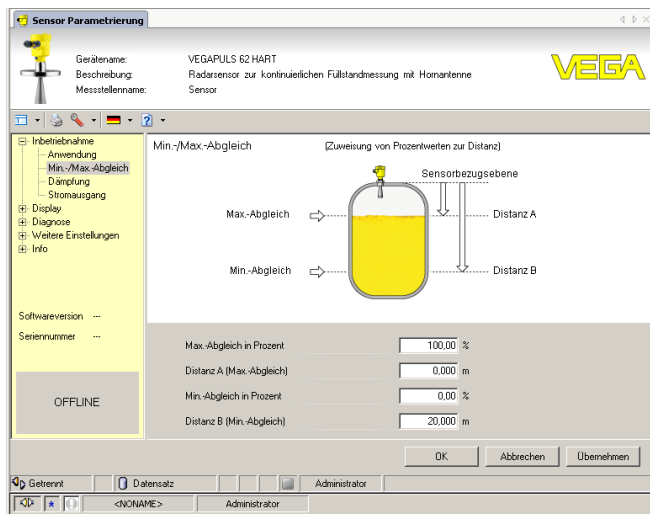 Sensor Parametrierung
Gerätename: VEGAPULS 62 HART
Beschreibung: Radarsensor zur kontinuierlichen Füllstandmessung mit Hornantenne
Messstellenname: Sensor
VEGA
Inbetriebnahme
Anwendung
Min.-/Max.-Abgleich
Dämpfung
Stromausgang
Display
Diagnose
Weitere Einstellungen
Info
Softwareversion ---
Seriennummer ---
OFFLINE
Min.-/Max.-Abgleich (Zuweisung von Prozentwerten zur Distanz)
Sensorbezugsebene
Max.-Abgleich Distanz A
Min.-Abgleich Distanz B
Max.-Abgleich in Prozent 100,00 %
Distanz A (Max.-Abgleich) 0,000 m
Min.-Abgleich in Prozent 0,00 %
Distanz B (Min.-Abgleich) 20,000 m
OK Abbrechen Übernehmen
Getrennt Datensatz Administrator
<NONAME> Administrator